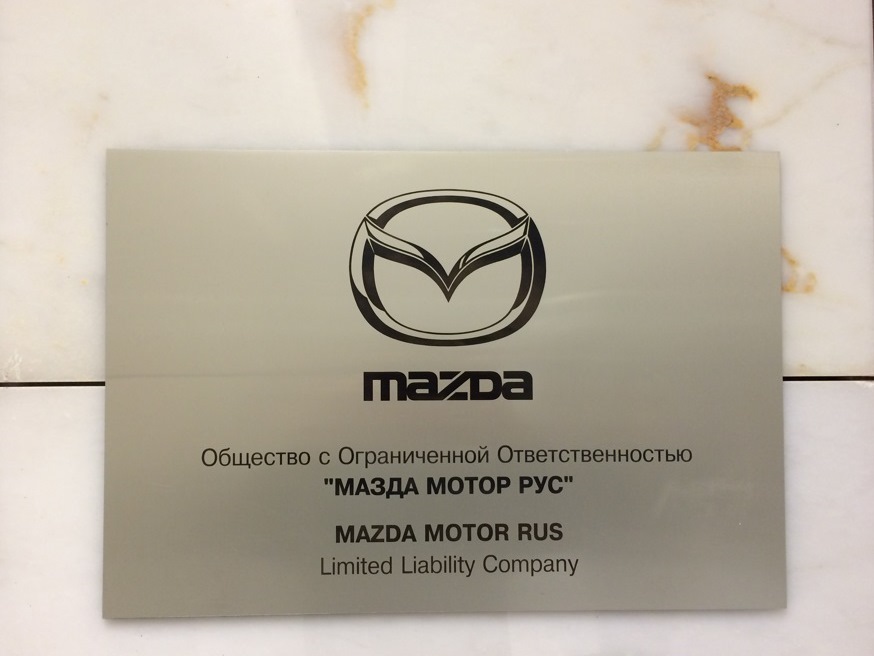 mazda
Общество с Ограниченной Ответственностью
"МАЗДА МОТОР РУС"
MAZDA MOTOR RUS
Limited Liability Company